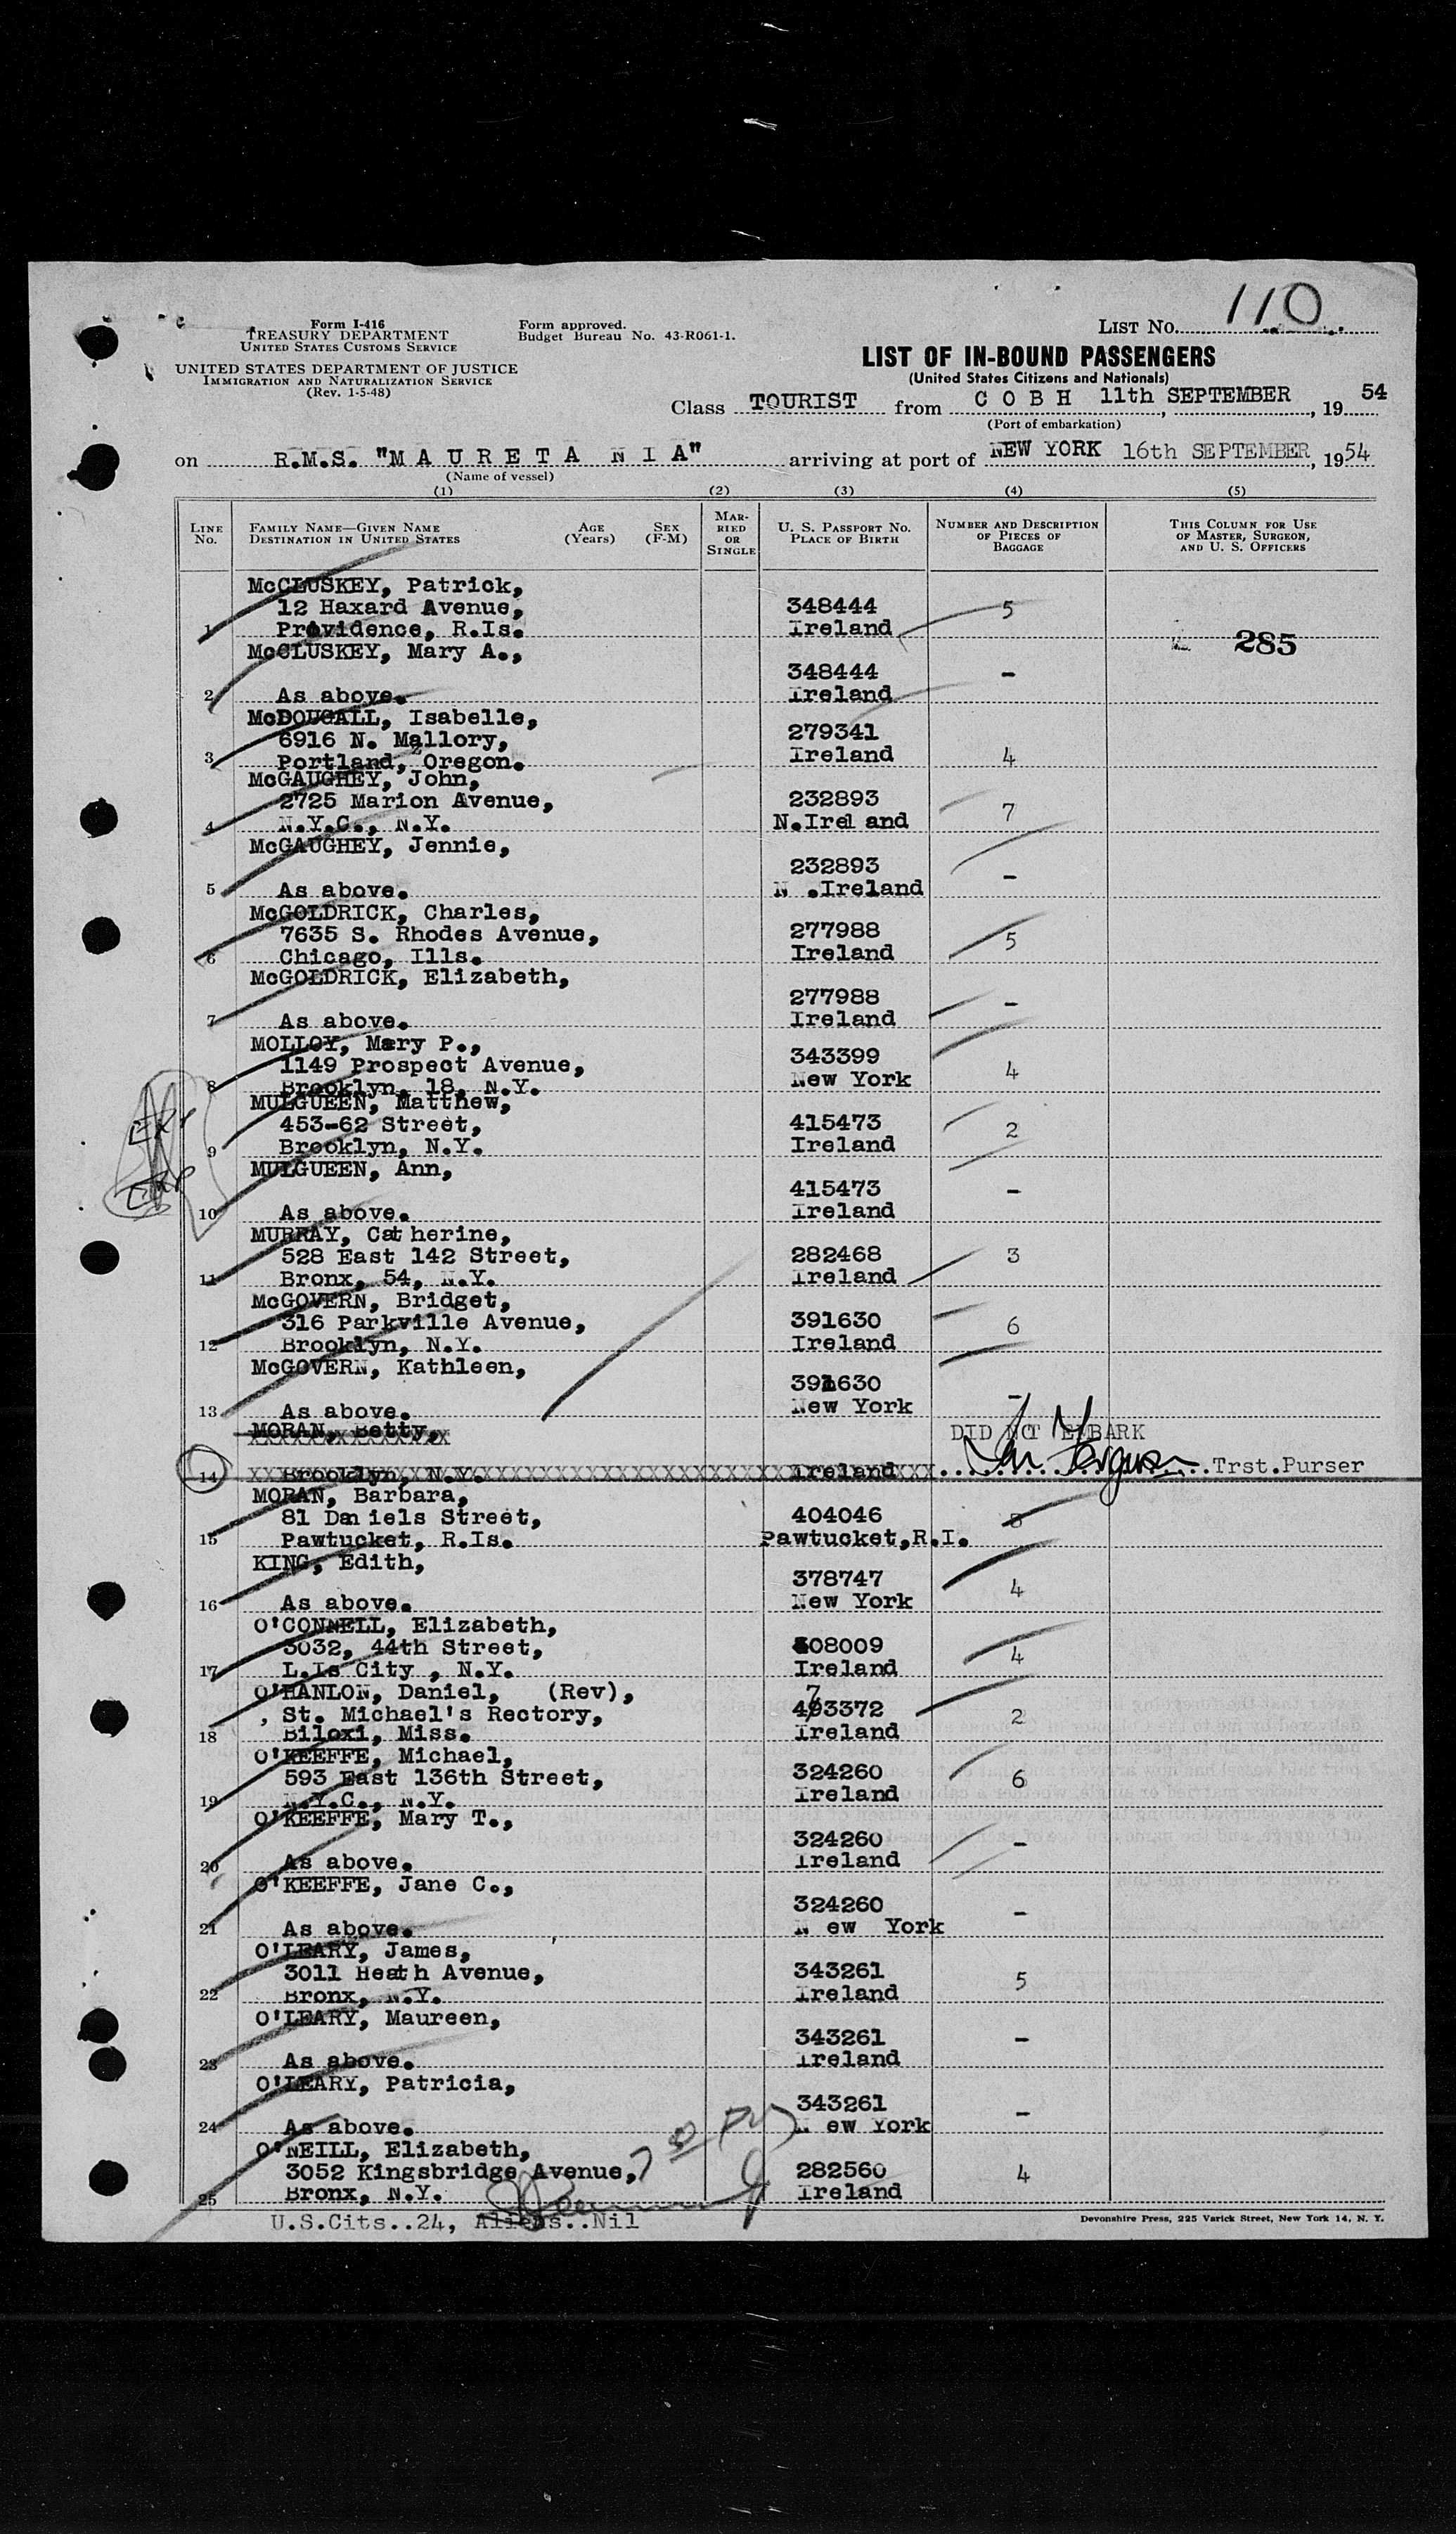 110
Form I-416
TREASURY DEPARTMENT
UNITED STATES CUSTOMS SERVICE
UNITED STATES DEPARTMENT OF JUSTICE
IMMIGRATION AND NATURALIZATION SERVICE
(Rev. 1-5-48)
Form approved.
Budget Bureau No. 43-R061-1.
LIST NO.
LIST OF IN-BOUND PASSENGERS
(United States Citizens and Nationals)
Class TOURIST from COBH 11th SEPTEMBER, 1954
(Port of embarkation)
on R.M.S. "MAURETANIA" arriving at port of NEW YORK 16th SEPTEMBER, 1954
(Name of vessel)
(1) (2) (3) (4) (5)
LINE NO.
FAMILY NAME—GIVEN NAME AGE (Years) SEX (F-M)
DESTINATION IN UNITED STATES
MARRIED OR SINGLE
U. S. PASSPORT NO. PLACE OF BIRTH
NUMBER AND DESCRIPTION OF PIECES OF BAGGAGE
THIS COLUMN FOR USE OF MASTER, SURGEON, AND U. S. OFFICERS
McCLUSKEY, Patrick,
12 Haxard Avenue, 348444 5
1 Providence, R.Is. Ireland 285
McCLUSKEY, Mary A.,
348444 -
2 As above. Ireland
McDOUGALL, Isabelle,
6916 N. Mallory, 279341
3 Portland, Oregon. Ireland 4
McGAUGHEY, John,
2725 Marion Avenue, 232893 7
4 N.Y.C., N.Y. N.Ireland
McGAUGHEY, Jennie,
232893 -
5 As above. N .Ireland
McGOLDRICK, Charles,
7635 S. Rhodes Avenue, 277988 5
6 Chicago, Ills. Ireland
McGOLDRICK, Elizabeth,
277988 -
7 As above. Ireland
MOLLOY, Mary P.,
1149 Prospect Avenue, 343399 4
8 Brooklyn, 18, N.Y. New York
MULGUEEN, Matthew,
453-62 Street, 415473 2
9 Brooklyn, N.Y. Ireland
MULGUEEN, Ann,
415473 -
10 As above. Ireland
MURRAY, Catherine,
528 East 142 Street, 282468 3
11 Bronx, 54, N.Y. Ireland
McGOVERN, Bridget,
316 Parkville Avenue, 391630 6
12 Brooklyn, N.Y. Ireland
McGOVERN, Kathleen,
391630 -
13 As above. New York
MORAN, Betty, DID NOT EMBARK
14 Brooklyn, N.Y. Ireland Ferguson Trst.Purser
MORAN, Barbara,
81 Daniels Street, 404046
15 Pawtucket, R.Is. Pawtucket,R.I.
KING, Edith,
378747 4
16 As above. New York
O'CONNELL, Elizabeth,
3032, 44th Street, 308009 4
17 L.Is City , N.Y. Ireland
O'HANLON, Daniel, (Rev), 7
, St. Michael's Rectory, 493372 2
18 Biloxi, Miss. Ireland
O'KEEFFE, Michael,
593 East 136th Street, 324260 6
19 N.Y.C., N.Y. Ireland
O'KEEFFE, Mary T.,
324260 -
20 As above. Ireland
O'KEEFFE, Jane C.,
324260 -
21 As above. N ew York
O'LEARY, James,
3011 Heath Avenue, 343261 5
22 Bronx, N.Y. Ireland
O'LEARY, Maureen,
343261 -
23 As above. Ireland
O'LEARY, Patricia,
343261 -
24 As above. N ew York
O'NEILL, Elizabeth,
3052 Kingsbridge Avenue, 282560 4
25 Bronx, N.Y. Ireland
U.S.Cits..24, Aliens..Nil
Devonshire Press, 225 Varick Street, New York 14, N. Y.